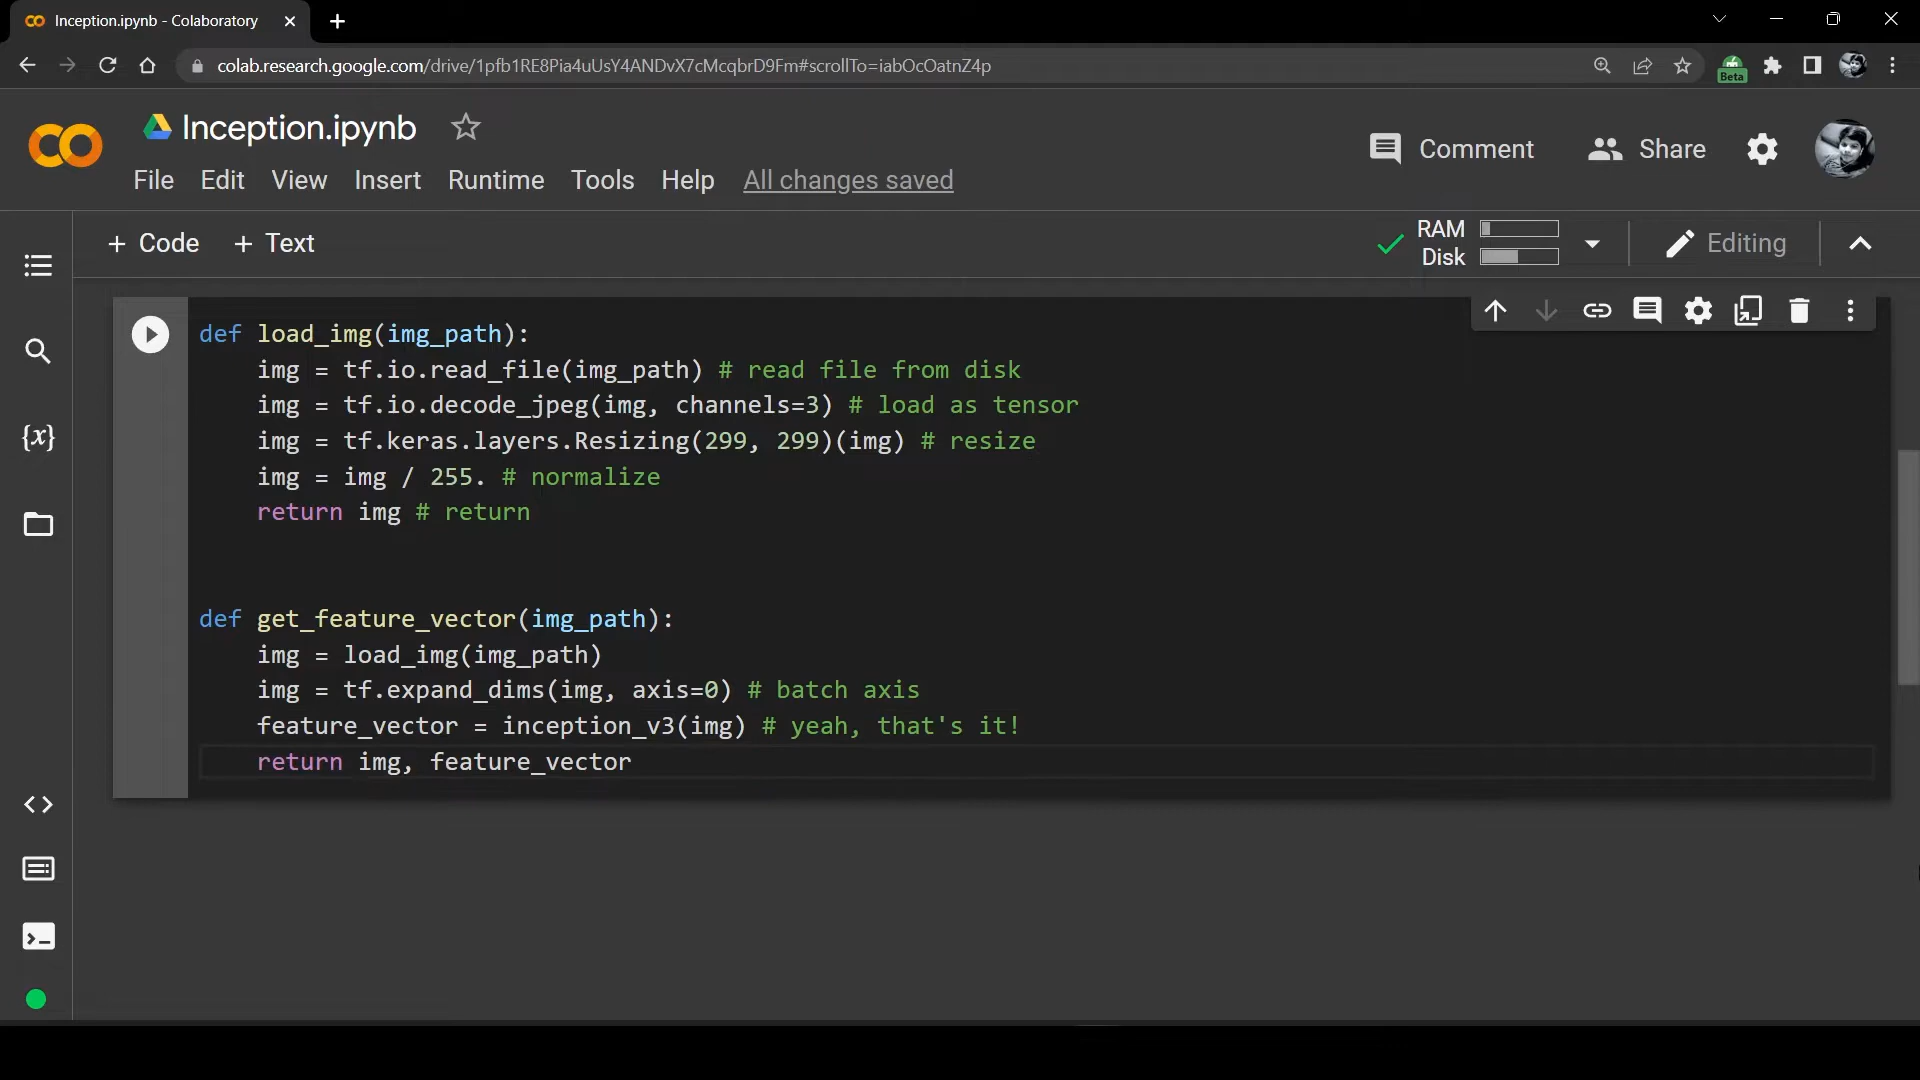 Inception.ipynb - Colaboratory
colab.research.google.com/drive/1pfb1RE8Pia4uUsY4ANDvX7cMcqbrD9Fm#scrollTo=iabOcOatnZ4p
Beta
Inception.ipynb
Comment Share
File Edit View Insert Runtime Tools Help All changes saved
+ Code + Text
RAM
Disk
Editing
{x}
def load_img(img_path):
    img = tf.io.read_file(img_path) # read file from disk
    img = tf.io.decode_jpeg(img, channels=3) # load as tensor
    img = tf.keras.layers.Resizing(299, 299)(img) # resize
    img = img / 255. # normalize
    return img # return
def get_feature_vector(img_path):
    img = load_img(img_path)
    img = tf.expand_dims(img, axis=0) # batch axis
    feature_vector = inception_v3(img) # yeah, that's it!
    return img, feature_vector